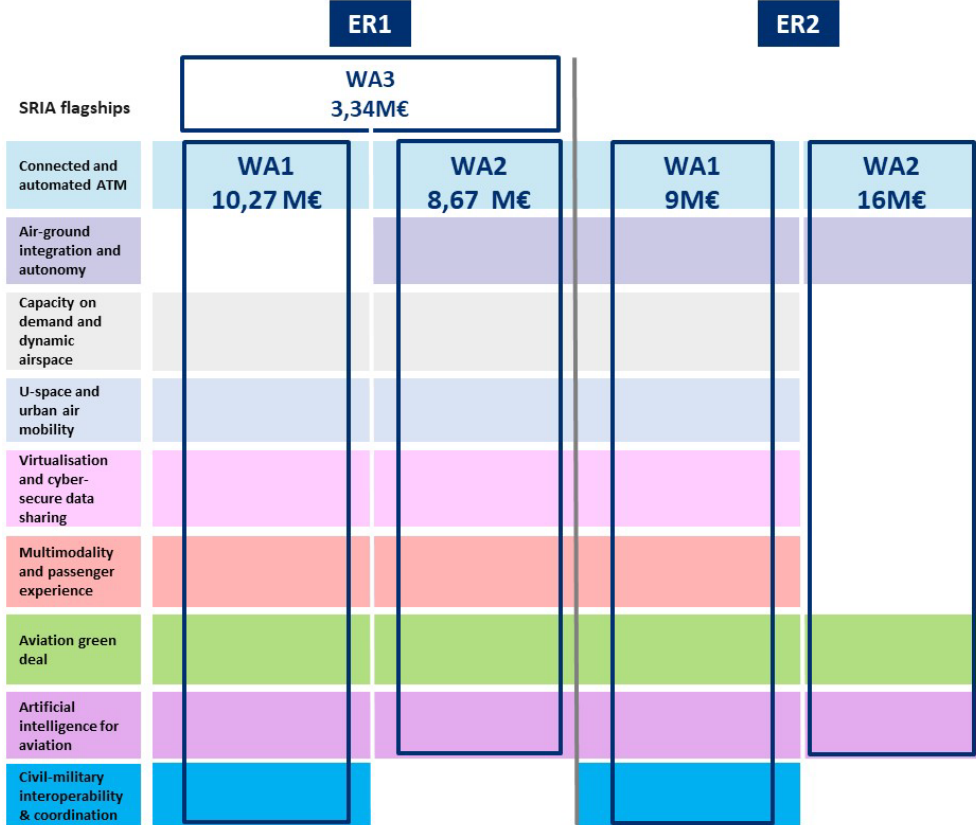 ER1
ER2
WA3
3,34M€
SRIA flagships
Connected and
automated ATM
WA1
10,27 M€
WA2
8,67 M€
WA1
9M€
WA2
16M€
Air-ground
integration and
autonomy
Capacity on
demand and
dynamic
airspace
U-space and
urban air
mobility
Virtualisation
and cyber-
secure data
sharing
Multimodality
and passenger
experience
Aviation green
deal
Artificial
intelligence for
aviation
Civil-military
interoperability
& coordination